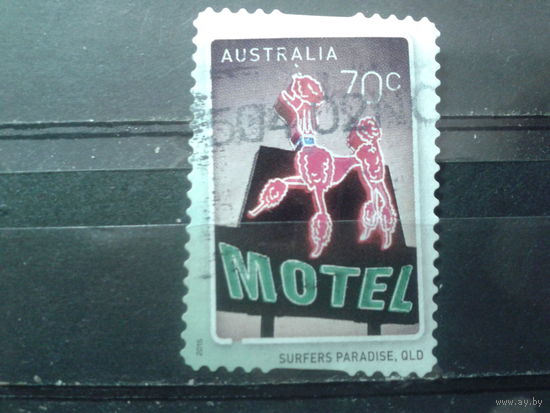 AUSTRALIA
70c
MOTEL
2015
SURFERS PARADISE, QLD
www.ay.by